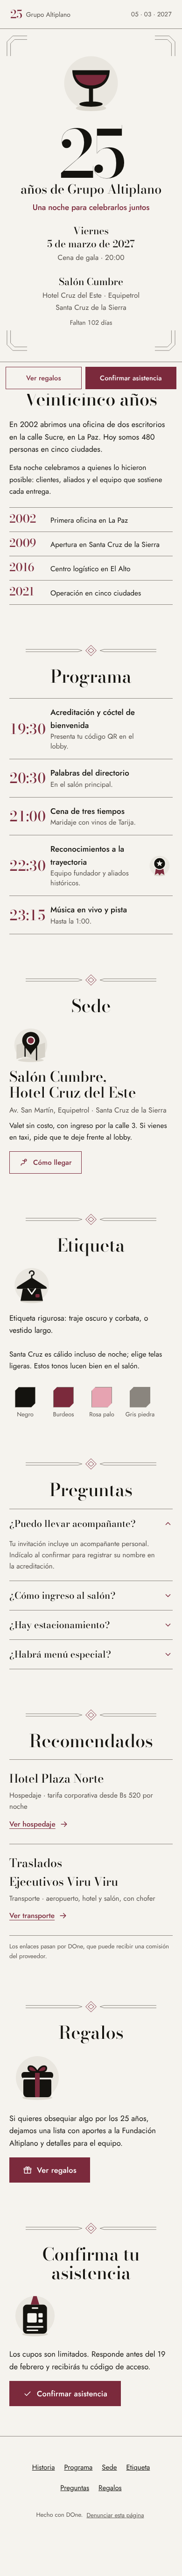 25 Grupo Altiplano
05 · 03 · 2027
25
años de Grupo Altiplano
Una noche para celebrarlos juntos
Viernes
5 de marzo de 2027
Cena de gala · 20:00
Salón Cumbre
Hotel Cruz del Este · Equipetrol
Santa Cruz de la Sierra
Faltan 102 días
Ver regalos
Confirmar asistencia
Veinticinco años
En 2002 abrimos una oficina de dos escritorios
en la calle Sucre, en La Paz. Hoy somos 480
personas en cinco ciudades.
Esta noche celebramos a quienes lo hicieron
posible: clientes, aliados y el equipo que sostiene
cada entrega.
2002 Primera oficina en La Paz
2009 Apertura en Santa Cruz de la Sierra
2016 Centro logístico en El Alto
2021 Operación en cinco ciudades
Programa
19:30 Acreditación y cóctel de
bienvenida
Presenta tu código QR en el
lobby.
20:30 Palabras del directorio
En el salón principal.
21:00 Cena de tres tiempos
Maridaje con vinos de Tarija.
22:30 Reconocimientos a la
trayectoria
Equipo fundador y aliados
históricos.
23:15 Música en vivo y pista
Hasta la 1:00.
Sede
Salón Cumbre,
Hotel Cruz del Este
Av. San Martín, Equipetrol · Santa Cruz de la Sierra
Valet sin costo, con ingreso por la calle 3. Si vienes
en taxi, pide que te deje frente al lobby.
Cómo llegar
Etiqueta
Etiqueta rigurosa: traje oscuro y corbata, o
vestido largo.
Santa Cruz es cálido incluso de noche; elige telas
ligeras. Estos tonos lucen bien en el salón.
Negro
Burdeos
Rosa palo
Gris piedra
Preguntas
¿Puedo llevar acompañante?
Tu invitación incluye un acompañante personal.
Indícalo al confirmar para registrar su nombre en
la acreditación.
¿Cómo ingreso al salón?
¿Hay estacionamiento?
¿Habrá menú especial?
Recomendados
Hotel Plaza Norte
Hospedaje · tarifa corporativa desde Bs 520 por
noche
Ver hospedaje
Traslados
Ejecutivos Viru Viru
Transporte · aeropuerto, hotel y salón, con chofer
Ver transporte
Los enlaces pasan por DOne, que puede recibir una comisión
del proveedor.
Regalos
Si quieres obsequiar algo por los 25 años,
dejamos una lista con aportes a la Fundación
Altiplano y detalles para el equipo.
Ver regalos
Confirma tu
asistencia
Los cupos son limitados. Responde antes del 19
de febrero y recibirás tu código de acceso.
Confirmar asistencia
Historia Programa Sede Etiqueta
Preguntas Regalos
Hecho con DOne. Denunciar esta página